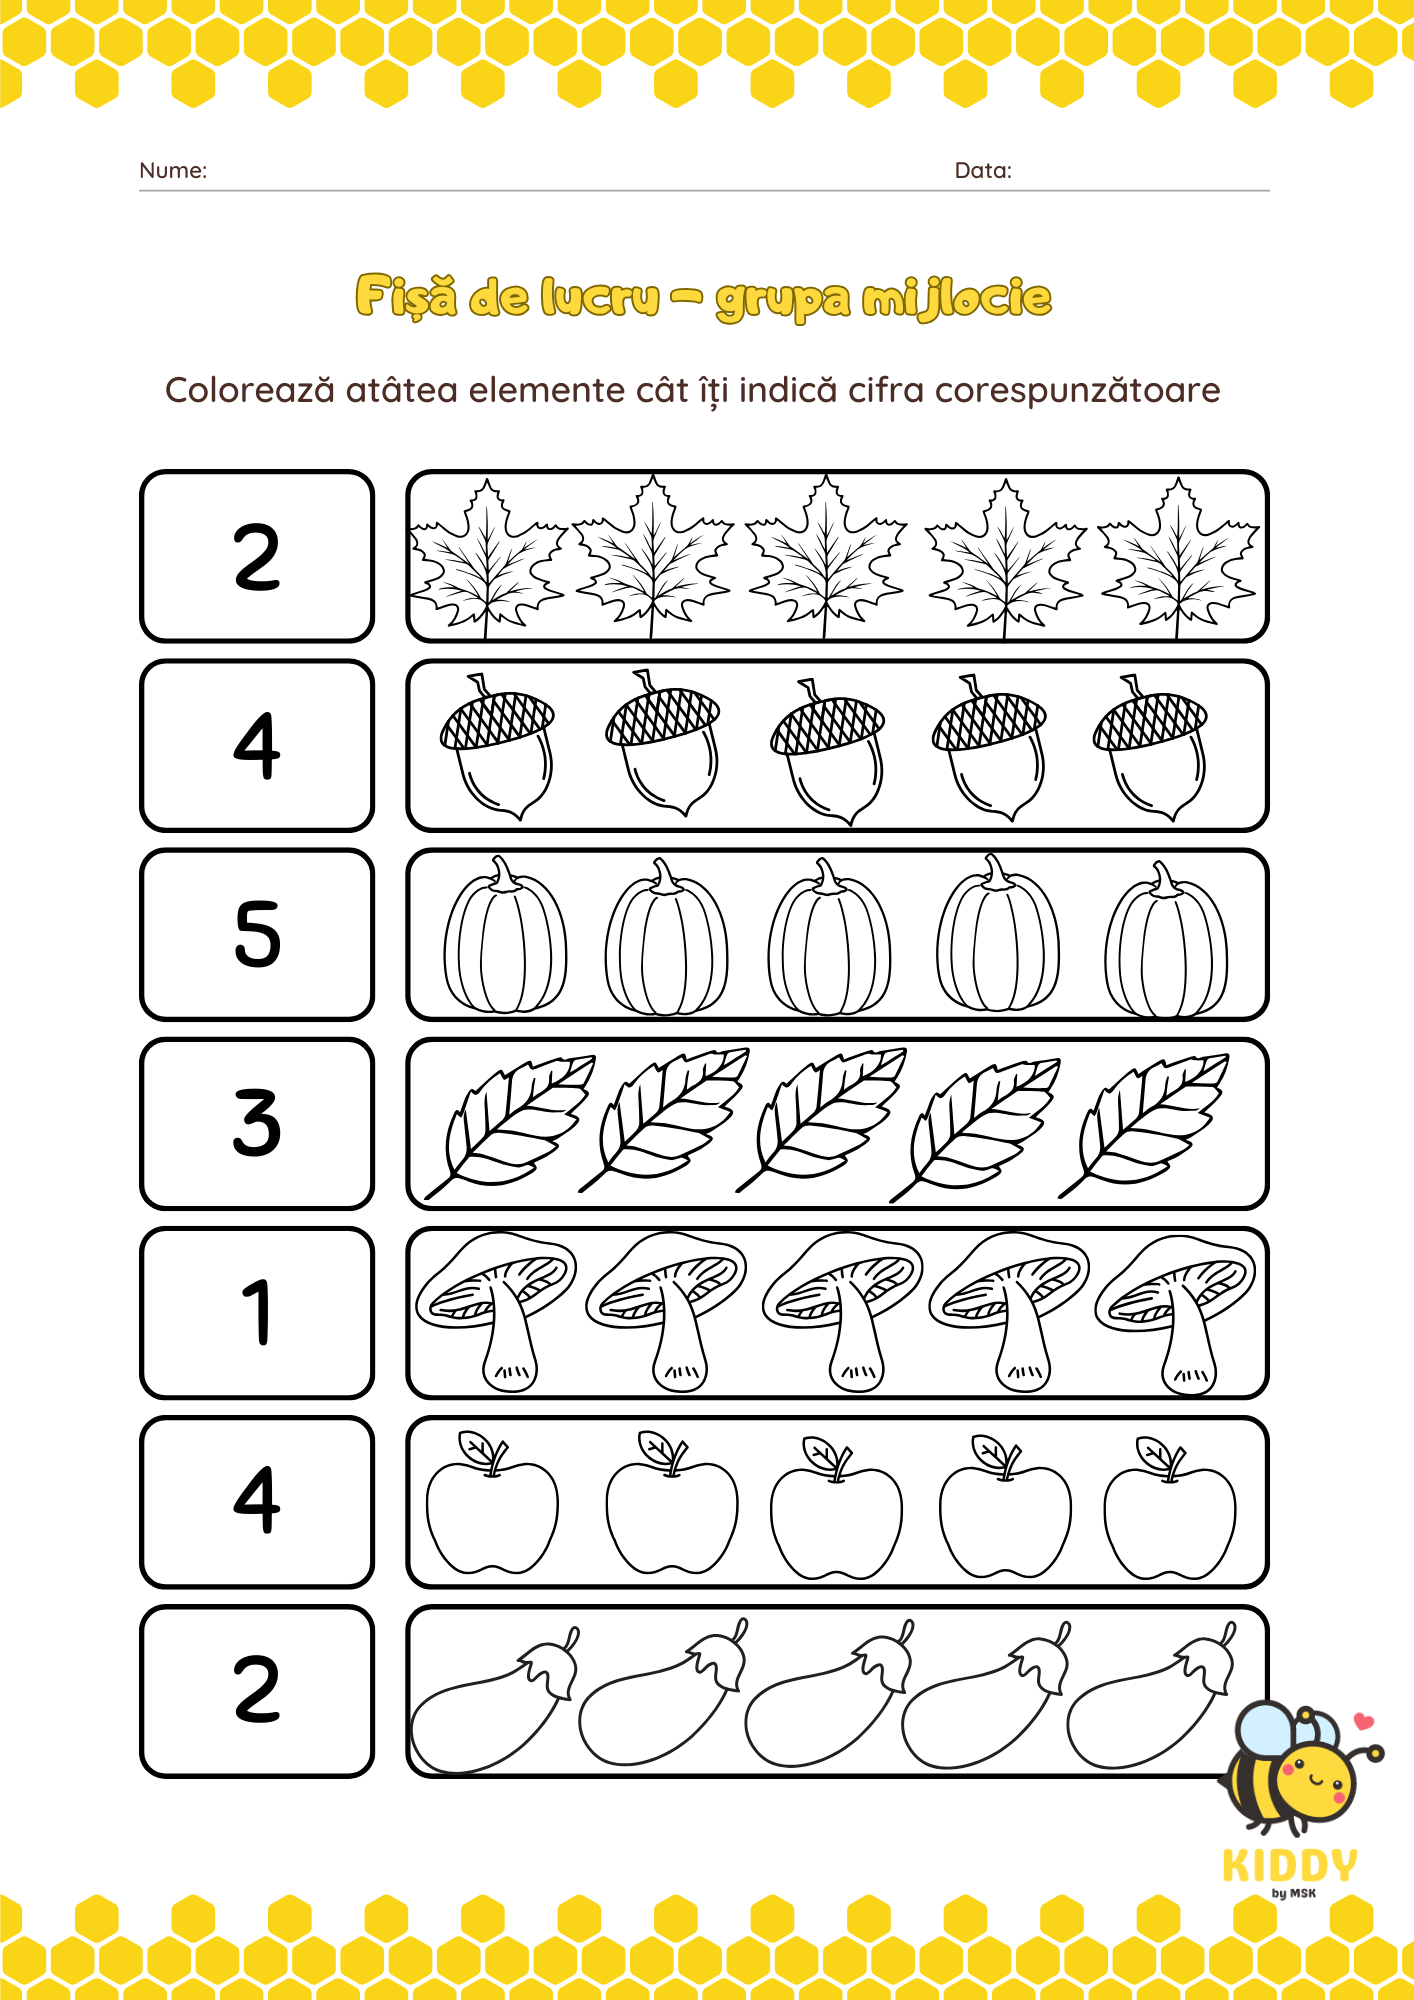 Nume: Data:
Fișă de lucru - grupa mijlocie
Colorează atâtea elemente cât îți indică cifra corespunzătoare
2
4
5
3
1
4
2
KIDDY
by MSK